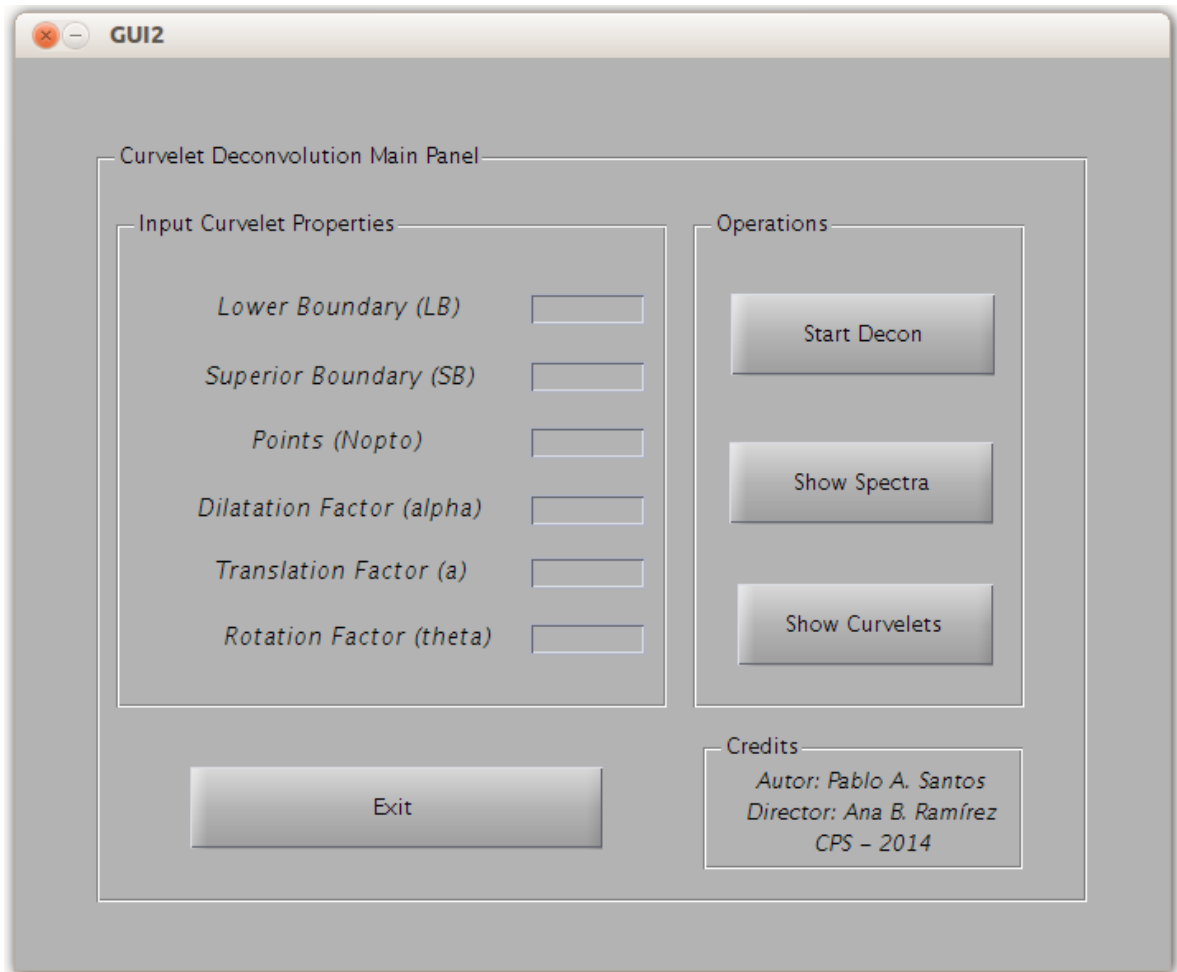 GUI2
Curvelet Deconvolution Main Panel
Input Curvelet Properties
Lower Boundary (LB)
Superior Boundary (SB)
Points (Nopto)
Dilatation Factor (alpha)
Translation Factor (a)
Rotation Factor (theta)
Operations
Start Decon
Show Spectra
Show Curvelets
Exit
Credits
Autor: Pablo A. Santos
Director: Ana B. Ramírez
CPS – 2014